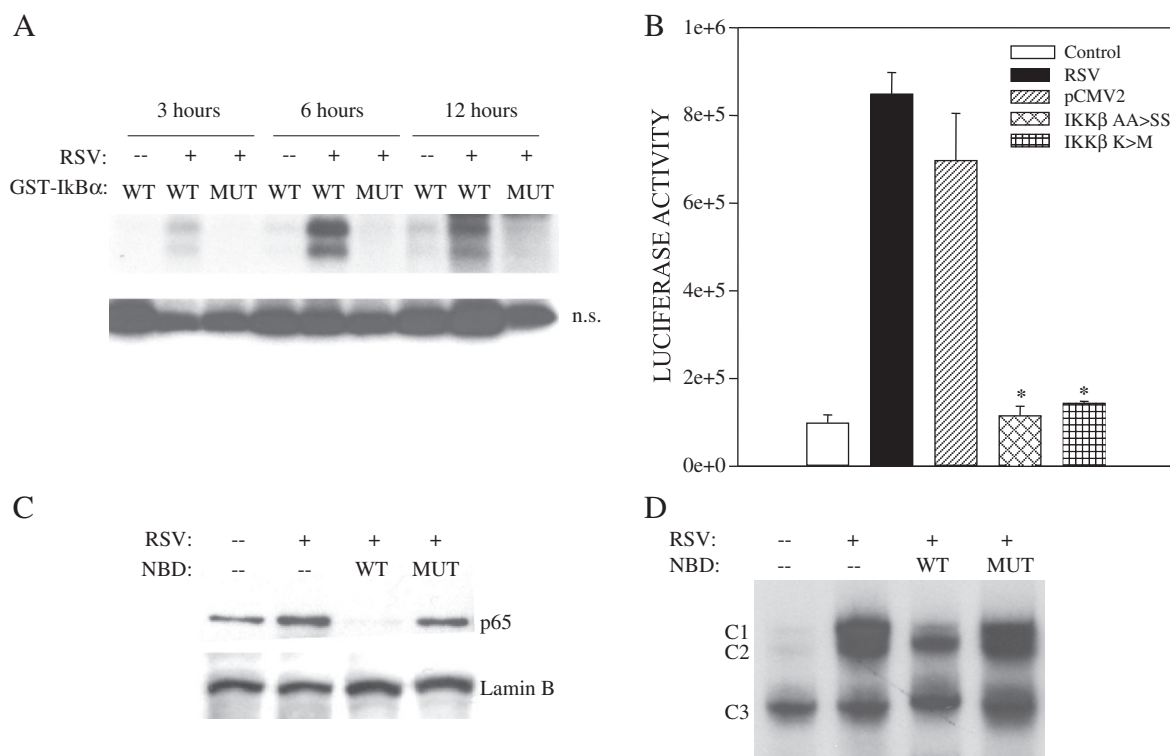 A
3 hours 6 hours 12 hours
RSV: -- + + -- + + -- + +
GST-IkBα: WT WT MUT WT WT MUT WT WT MUT
n.s.
B
1e+6
8e+5
6e+5
4e+5
2e+5
0e+0
LUCIFERASE ACTIVITY
Control
RSV
pCMV2
IKKβ AA>SS
IKKβ K>M
* *
C
RSV: -- + + +
NBD: -- -- WT MUT
p65
Lamin B
D
RSV: -- + + +
NBD: -- -- WT MUT
C1
C2
C3